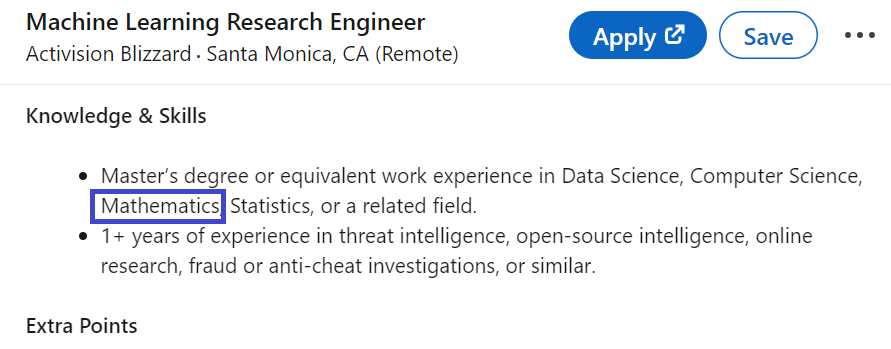 Machine Learning Research Engineer
Activision Blizzard · Santa Monica, CA (Remote)
Apply
Save
Knowledge & Skills
• Master’s degree or equivalent work experience in Data Science, Computer Science,
Mathematics, Statistics, or a related field.
• 1+ years of experience in threat intelligence, open-source intelligence, online
research, fraud or anti-cheat investigations, or similar.
Extra Points